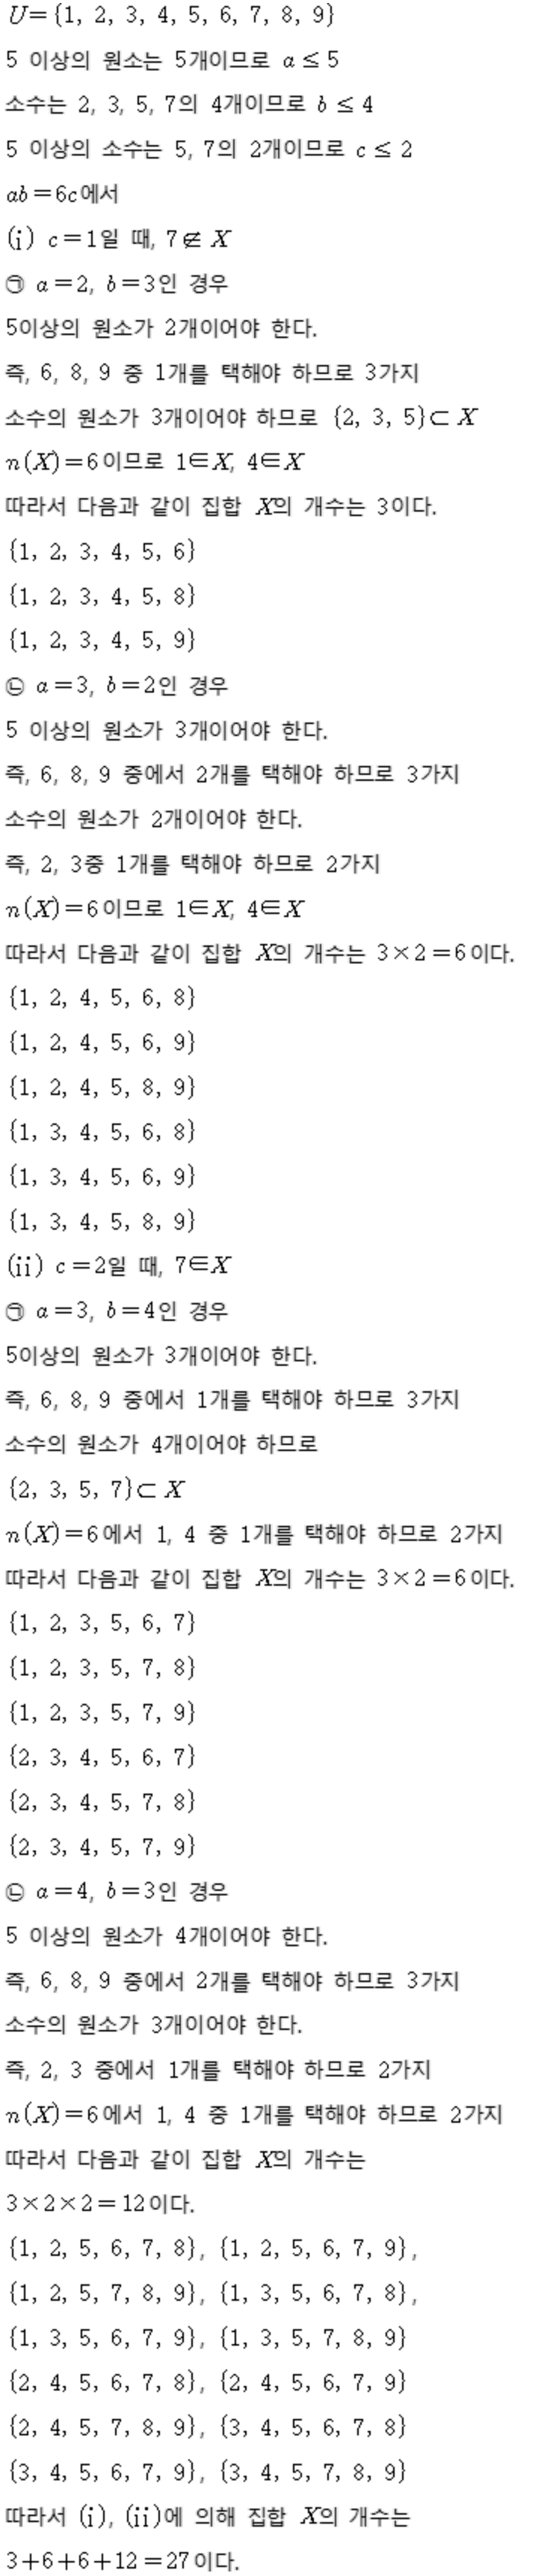 U={1, 2, 3, 4, 5, 6, 7, 8, 9}
5 이상의 원소는 5개이므로 a≤5
소수는 2, 3, 5, 7의 4개이므로 b≤4
5 이상의 소수는 5, 7의 2개이므로 c≤2
ab=6c에서
(ⅰ) c=1일 때, 7∉X
㉠ a=2, b=3인 경우
5이상의 원소가 2개이어야 한다.
즉, 6, 8, 9 중 1개를 택해야 하므로 3가지
소수의 원소가 3개이어야 하므로 {2, 3, 5}⊂X
n(X)=6이므로 1∈X, 4∈X
따라서 다음과 같이 집합 X의 개수는 3이다.
{1, 2, 3, 4, 5, 6}
{1, 2, 3, 4, 5, 8}
{1, 2, 3, 4, 5, 9}
㉡ a=3, b=2인 경우
5 이상의 원소가 3개이어야 한다.
즉, 6, 8, 9 중에서 2개를 택해야 하므로 3가지
소수의 원소가 2개이어야 한다.
즉, 2, 3중 1개를 택해야 하므로 2가지
n(X)=6이므로 1∈X, 4∈X
따라서 다음과 같이 집합 X의 개수는 3×2=6이다.
{1, 2, 4, 5, 6, 8}
{1, 2, 4, 5, 6, 9}
{1, 2, 4, 5, 8, 9}
{1, 3, 4, 5, 6, 8}
{1, 3, 4, 5, 6, 9}
{1, 3, 4, 5, 8, 9}
(ⅱ) c=2일 때, 7∈X
㉠ a=3, b=4인 경우
5이상의 원소가 3개이어야 한다.
즉, 6, 8, 9 중에서 1개를 택해야 하므로 3가지
소수의 원소가 4개이어야 하므로
{2, 3, 5, 7}⊂X
n(X)=6에서 1, 4 중 1개를 택해야 하므로 2가지
따라서 다음과 같이 집합 X의 개수는 3×2=6이다.
{1, 2, 3, 5, 6, 7}
{1, 2, 3, 5, 7, 8}
{1, 2, 3, 5, 7, 9}
{2, 3, 4, 5, 6, 7}
{2, 3, 4, 5, 7, 8}
{2, 3, 4, 5, 7, 9}
㉡ a=4, b=3인 경우
5 이상의 원소가 4개이어야 한다.
즉, 6, 8, 9 중에서 2개를 택해야 하므로 3가지
소수의 원소가 3개이어야 한다.
즉, 2, 3 중에서 1개를 택해야 하므로 2가지
n(X)=6에서 1, 4 중 1개를 택해야 하므로 2가지
따라서 다음과 같이 집합 X의 개수는
3×2×2=12이다.
{1, 2, 5, 6, 7, 8}, {1, 2, 5, 6, 7, 9},
{1, 2, 5, 7, 8, 9}, {1, 3, 5, 6, 7, 8},
{1, 3, 5, 6, 7, 9}, {1, 3, 5, 7, 8, 9}
{2, 4, 5, 6, 7, 8}, {2, 4, 5, 6, 7, 9}
{2, 4, 5, 7, 8, 9}, {3, 4, 5, 6, 7, 8}
{3, 4, 5, 6, 7, 9}, {3, 4, 5, 7, 8, 9}
따라서 (ⅰ), (ⅱ)에 의해 집합 X의 개수는
3+6+6+12=27이다.